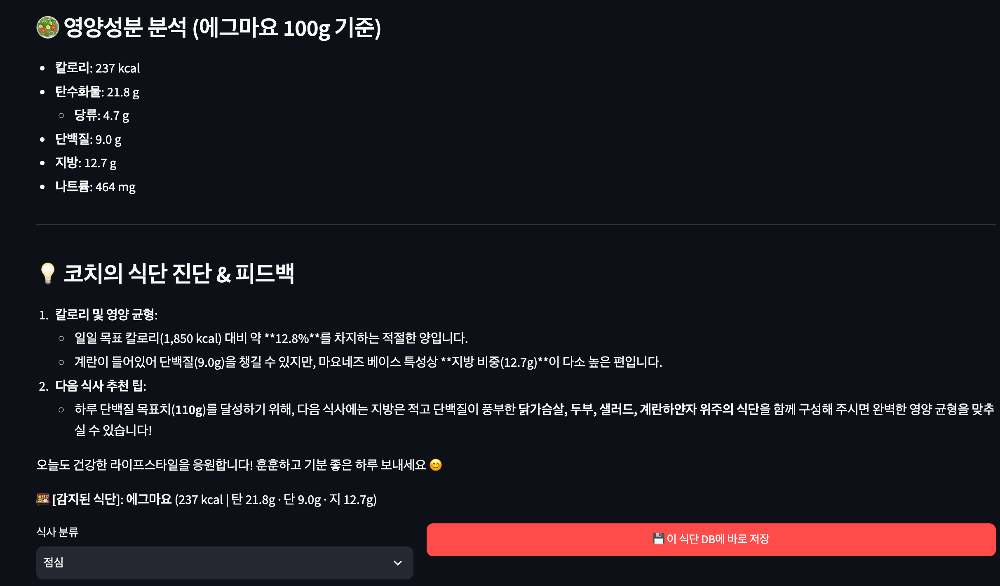 🥗 영양성분 분석 (에그마요 100g 기준)
• 칼로리: 237 kcal
• 탄수화물: 21.8 g
◦ 당류: 4.7 g
• 단백질: 9.0 g
• 지방: 12.7 g
• 나트륨: 464 mg
💡 코치의 식단 진단 & 피드백
1. 칼로리 및 영양 균형:
◦ 일일 목표 칼로리(1,850 kcal) 대비 약 **12.8%**를 차지하는 적절한 양입니다.
◦ 계란이 들어있어 단백질(9.0g)을 챙길 수 있지만, 마요네즈 베이스 특성상 **지방 비중(12.7g)**이 다소 높은 편입니다.
2. 다음 식사 추천 팁:
◦ 하루 단백질 목표치(110g)를 달성하기 위해, 다음 식사에는 지방은 적고 단백질이 풍부한 닭가슴살, 두부, 샐러드, 계란하얀자 위주의 식단을 함께 구성해 주시면 완벽한 영양 균형을 맞추
실 수 있습니다!
오늘도 건강한 라이프스타일을 응원합니다! 훈훈하고 기분 좋은 하루 보내세요 😊
🍱 [감지된 식단]: 에그마요 (237 kcal | 탄 21.8g · 단 9.0g · 지 12.7g)
식사 분류
💾 이 식단 DB에 바로 저장
점심